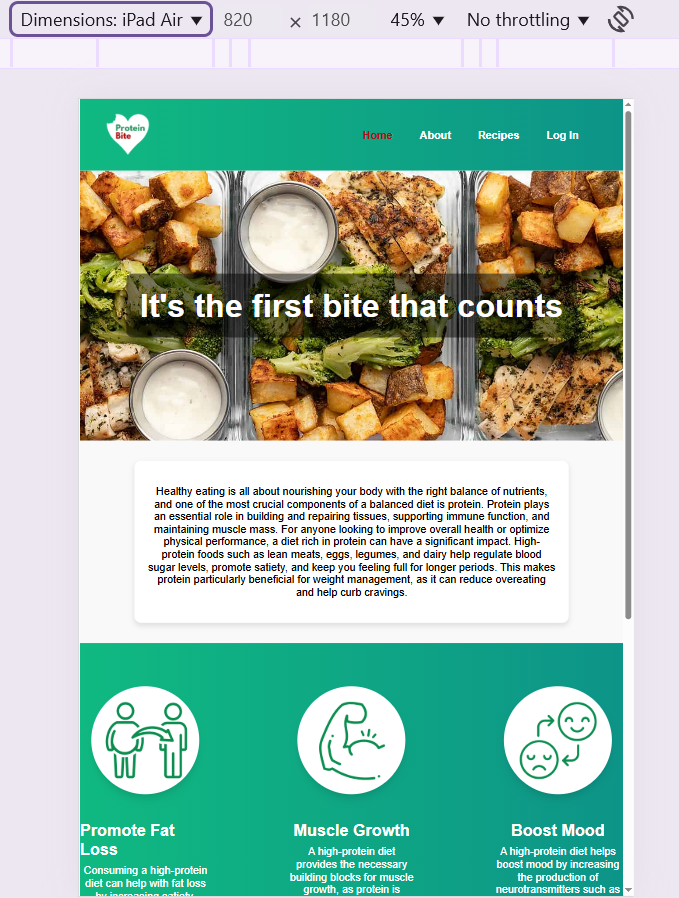 Dimensions: iPad Air ▼ 820 × 1180 45% ▼ No throttling ▼
Protein
Bite
Home About Recipes Log In
It's the first bite that counts
Healthy eating is all about nourishing your body with the right balance of nutrients,
and one of the most crucial components of a balanced diet is protein. Protein plays
an essential role in building and repairing tissues, supporting immune function, and
maintaining muscle mass. For anyone looking to improve overall health or optimize
physical performance, a diet rich in protein can have a significant impact. High-
protein foods such as lean meats, eggs, legumes, and dairy help regulate blood
sugar levels, promote satiety, and keep you feeling full for longer periods. This makes
protein particularly beneficial for weight management, as it can reduce overeating
and help curb cravings.
Promote Fat
Loss
Consuming a high-protein
diet can help with fat loss
by increasing satiety
Muscle Growth
A high-protein diet
provides the necessary
building blocks for muscle
growth, as protein is
Boost Mood
A high-protein diet helps
boost mood by increasing
the production of
neurotransmitters such as